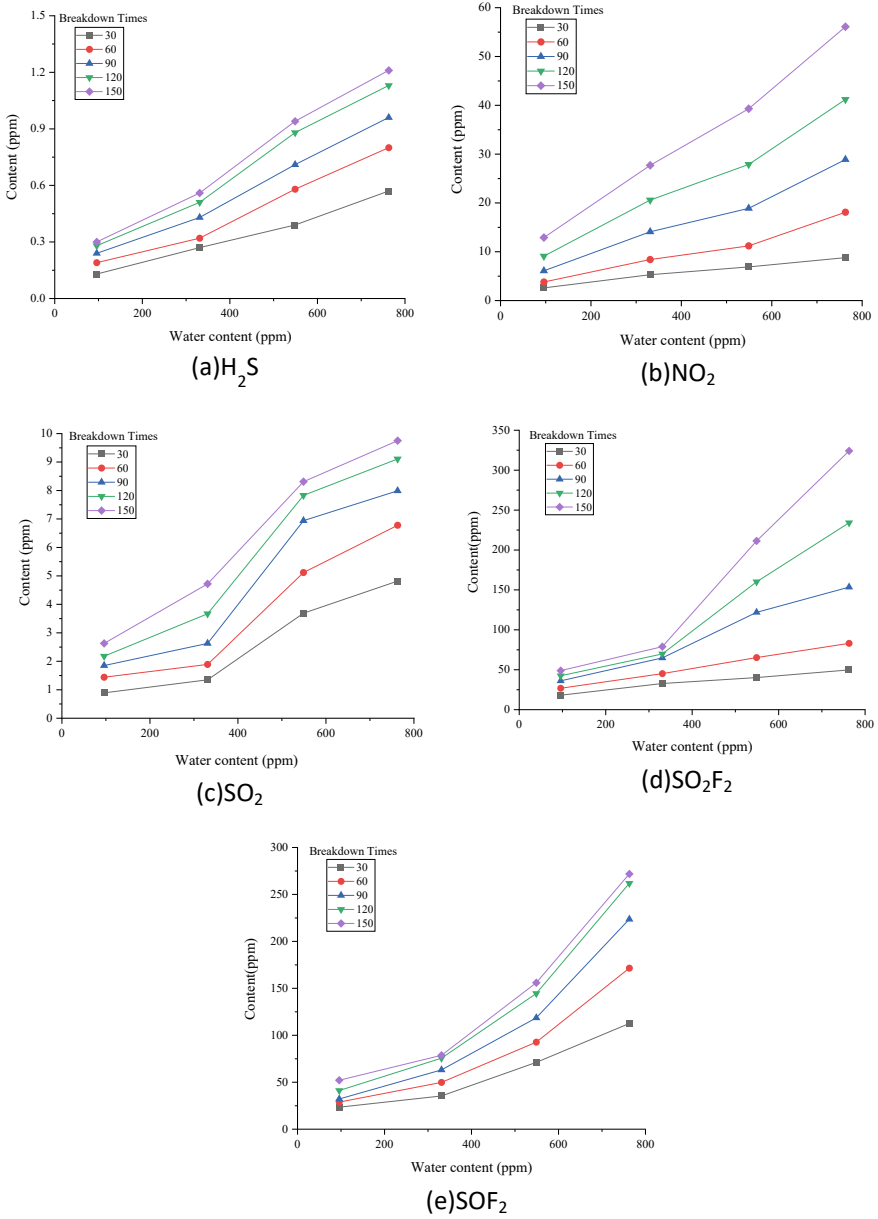 Breakdown Times
30
60
90
120
150
1.5
1.2
0.9
0.6
0.3
0.0
Content (ppm)
0 200 400 600 800
Water content (ppm)
(a)H₂S
Breakdown Times
30
60
90
120
150
60
50
40
30
20
10
0
Content (ppm)
0 200 400 600 800
Water content (ppm)
(b)NO₂
Breakdown Times
30
60
90
120
150
10
9
8
7
6
5
4
3
2
1
0
Content (ppm)
0 200 400 600 800
Water content (ppm)
(c)SO₂
Breakdown Times
30
60
90
120
150
350
300
250
200
150
100
50
0
Content(ppm)
0 200 400 600 800
Water content (ppm)
(d)SO₂F₂
Breakdown Times
30
60
90
120
150
300
250
200
150
100
50
0
Content(ppm)
0 200 400 600 800
Water content (ppm)
(e)SOF₂